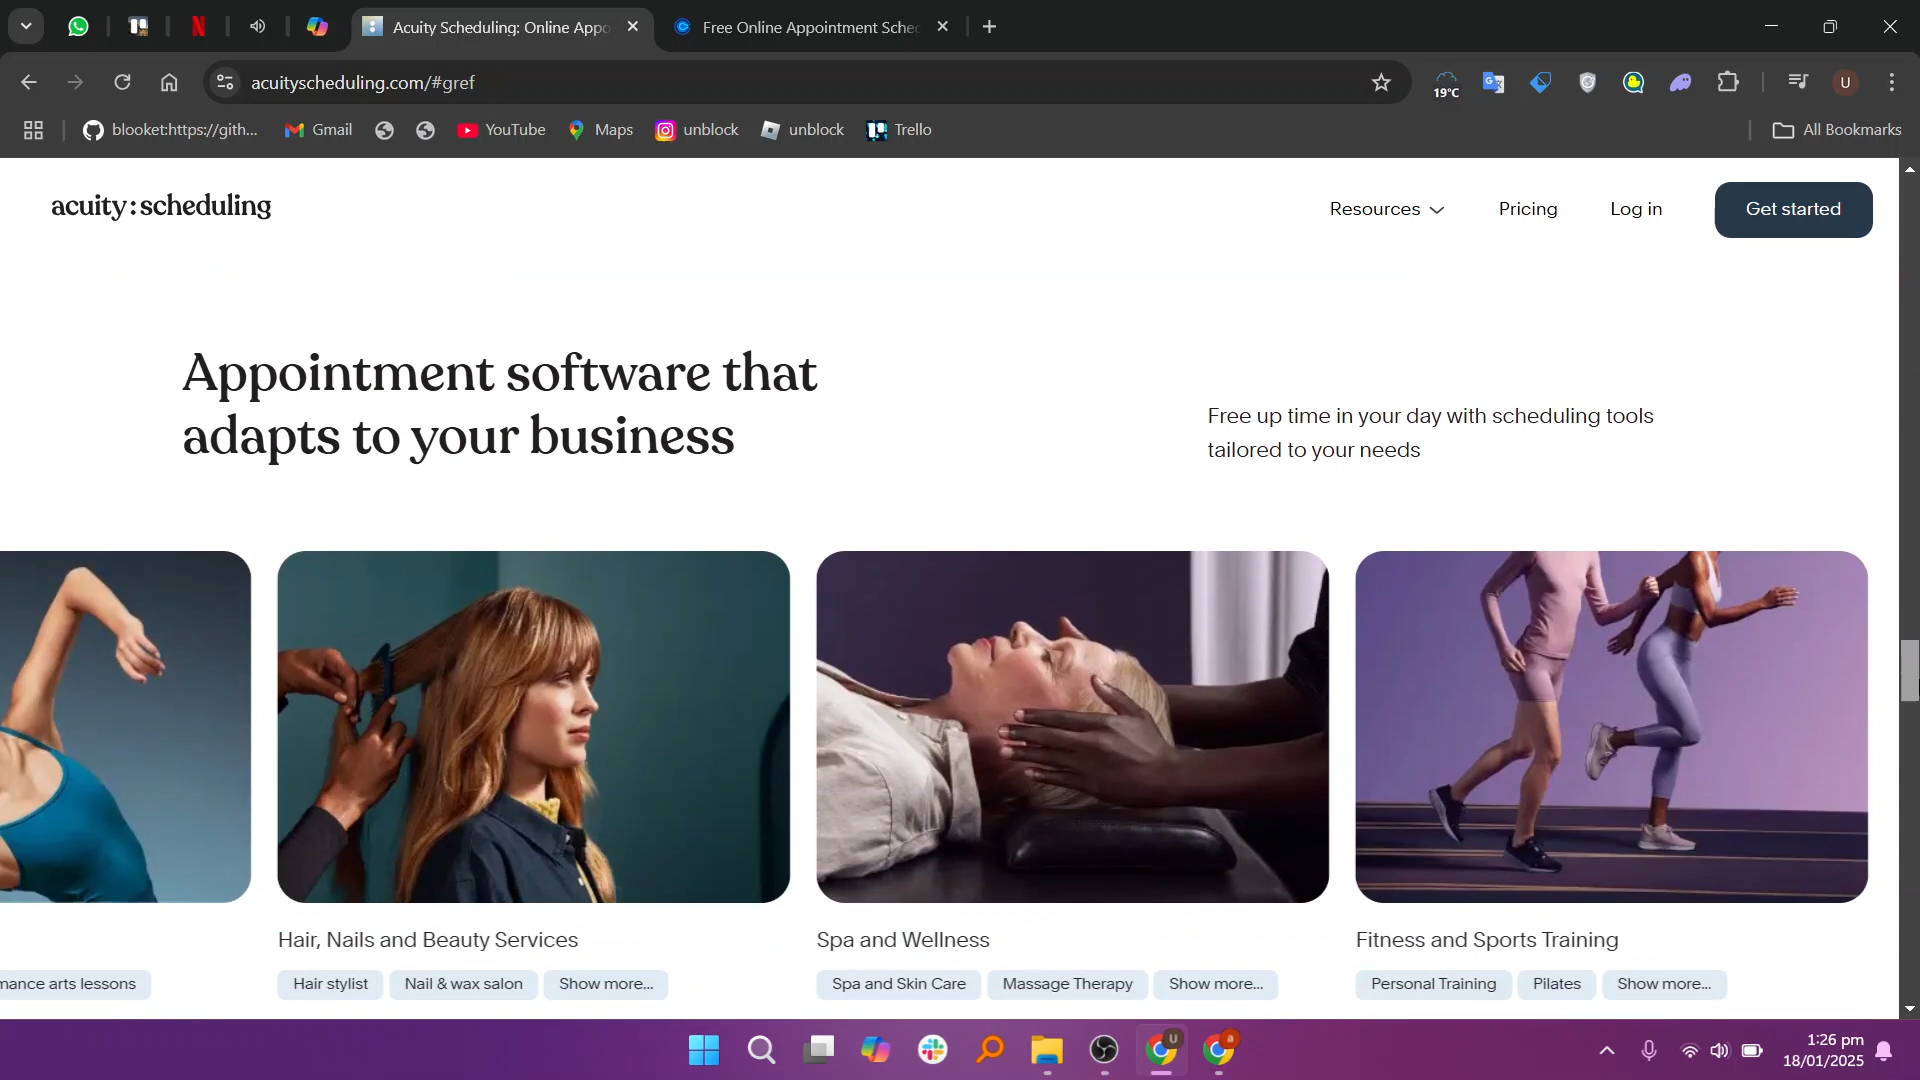 Acuity Scheduling: Online Appo
Free Online Appointment Sched
acuityscheduling.com/#gref
19°C
U
blooket:https://gith...
Gmail
YouTube
Maps
unblock
unblock
Trello
All Bookmarks
acuity:scheduling
Resources
Pricing
Log in
Get started
Appointment software that
adapts to your business
Free up time in your day with scheduling tools
tailored to your needs
Hair, Nails and Beauty Services
Spa and Wellness
Fitness and Sports Training
mance arts lessons
Hair stylist
Nail & wax salon
Show more...
Spa and Skin Care
Massage Therapy
Show more...
Personal Training
Pilates
Show more...
U
a
1:26 pm
18/01/2025